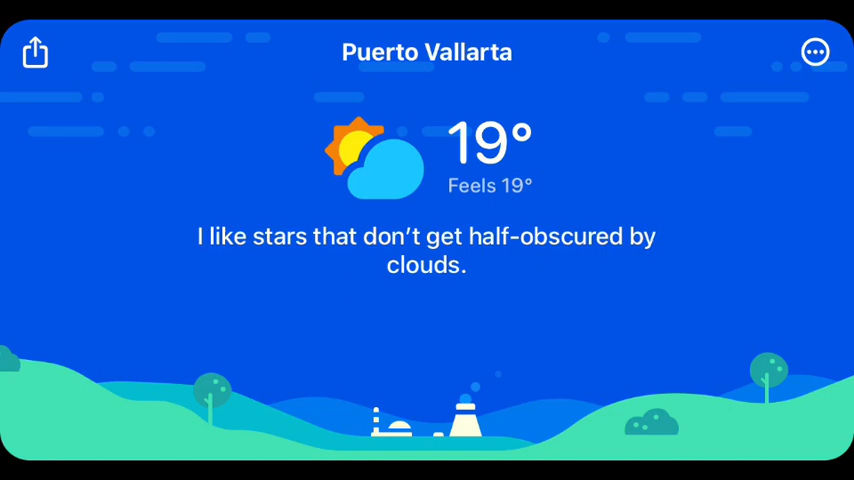 Puerto Vallarta
19°
Feels 19°
I like stars that don’t get half-obscured by
clouds.